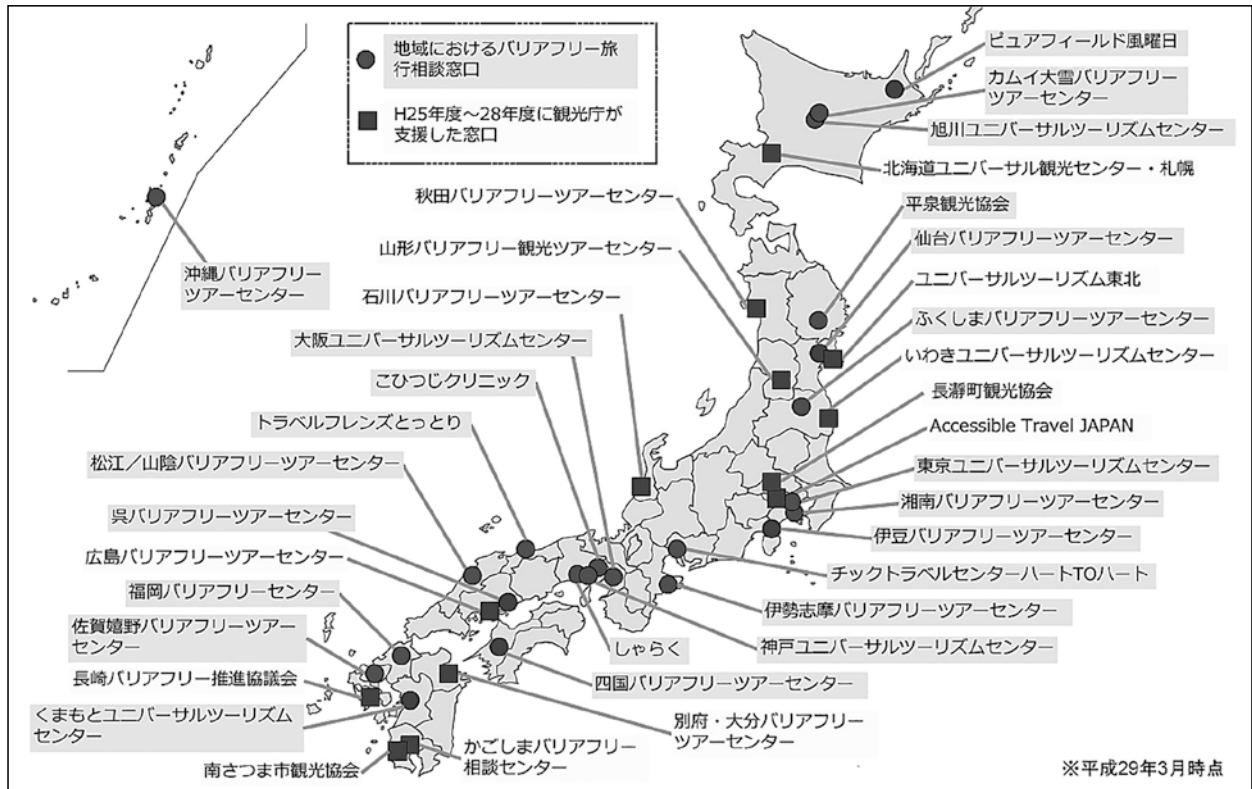 地域におけるバリアフリー旅
行相談窓口
H25年度～28年度に観光庁が
支援した窓口
ピュアフィールド風曜日
カムイ大雪バリアフリー
ツアーセンター
旭川ユニバーサルツーリズムセンター
北海道ユニバーサル観光センター・札幌
秋田バリアフリーツアーセンター
平泉観光協会
仙台バリアフリーツアーセンター
山形バリアフリー観光ツアーセンター
ユニバーサルツーリズム東北
沖縄バリアフリー
ツアーセンター
石川バリアフリーツアーセンター
ふくしまバリアフリーツアーセンター
大阪ユニバーサルツーリズムセンター
いわきユニバーサルツーリズムセンター
こひつじクリニック
長瀞町観光協会
トラベルフレンズとっとり
Accessible Travel JAPAN
松江／山陰バリアフリーツアーセンター
東京ユニバーサルツーリズムセンター
湘南バリアフリーツアーセンター
呉バリアフリーツアーセンター
伊豆バリアフリーツアーセンター
広島バリアフリーツアーセンター
チックトラベルセンターハートTOハート
福岡バリアフリーセンター
伊勢志摩バリアフリーツアーセンター
佐賀嬉野バリアフリーツアー
センター
しゃらく
神戸ユニバーサルツーリズムセンター
長崎バリアフリー推進協議会
四国バリアフリーツアーセンター
くまもとユニバーサルツーリズム
センター
別府・大分バリアフリー
ツアーセンター
かごしまバリアフリー
相談センター
南さつま市観光協会
※平成29年3月時点